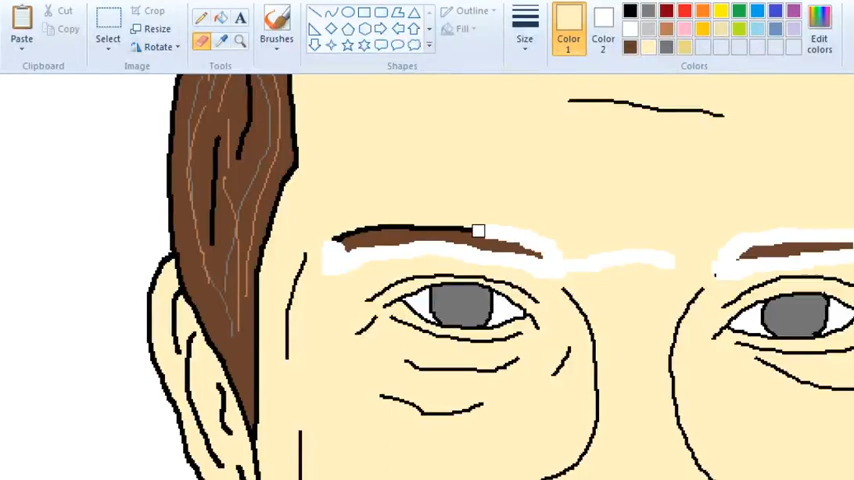 Paste
Cut
Copy
Clipboard
Select
Crop
Resize
Rotate
Image
A
Tools
Brushes
Outline
Fill
Shapes
Size
Color
1
Color
2
Edit
colors
Colors